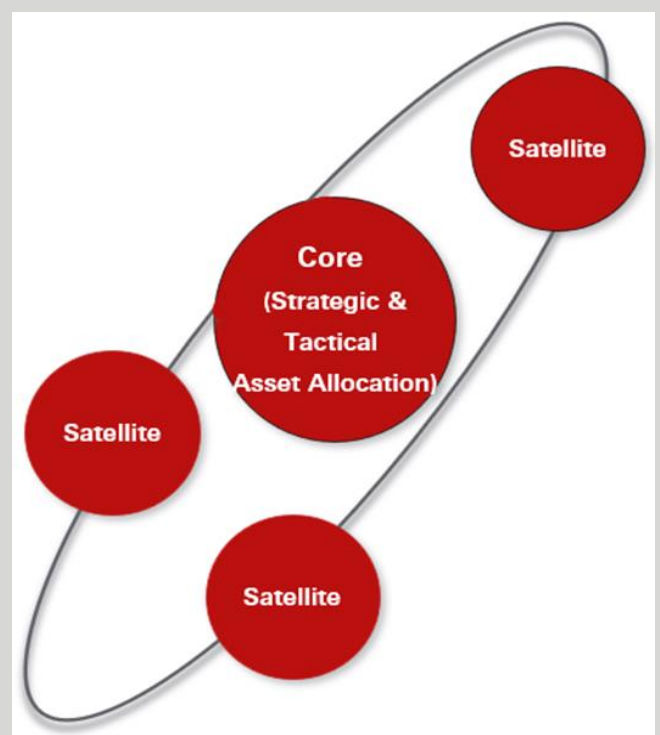 Satellite
Core
(Strategic &
Tactical
Asset Allocation)
Satellite
Satellite